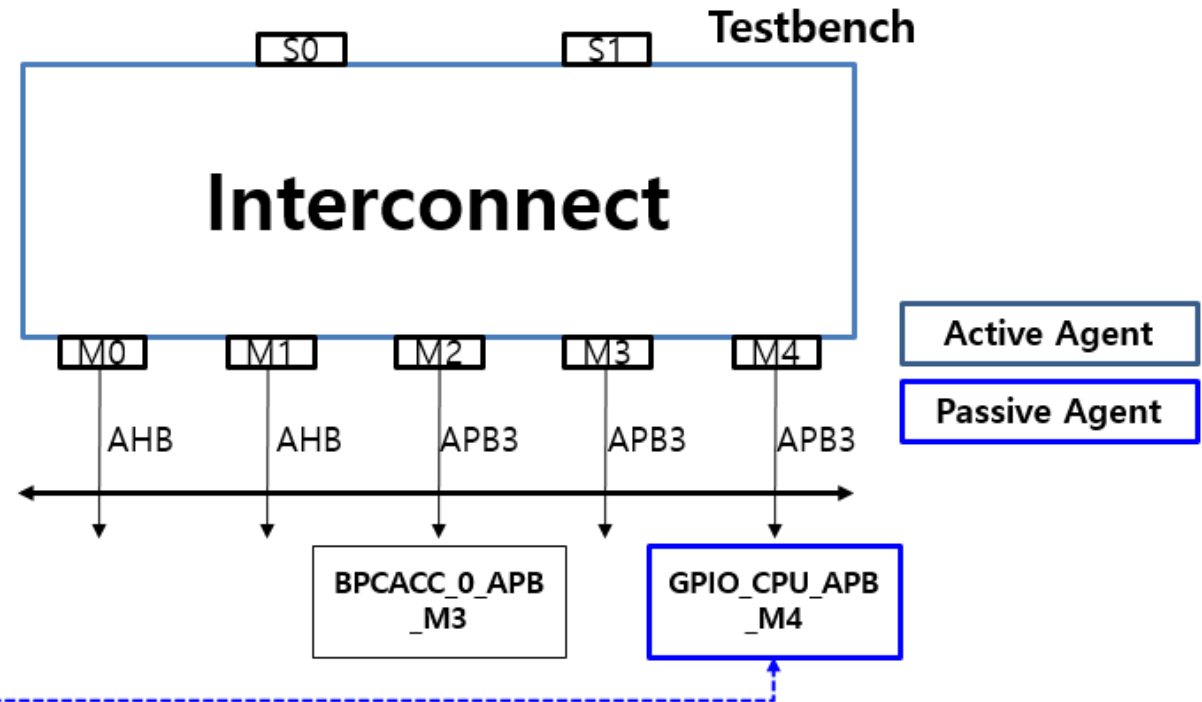 Testbench
S0
S1
Interconnect
M0
M1
M2
M3
M4
Active Agent
Passive Agent
AHB
AHB
APB3
APB3
APB3
BPCACC_0_APB
_M3
GPIO_CPU_APB
_M4